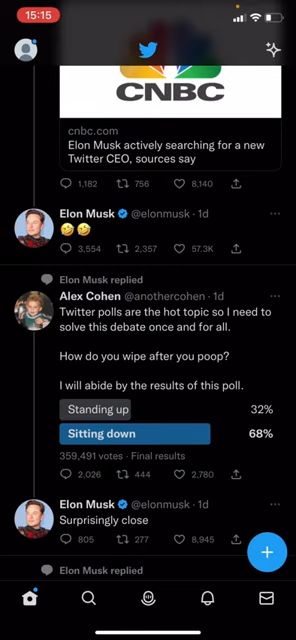 15:15
CNBC
cnbc.com
Elon Musk actively searching for a new
Twitter CEO, sources say
1,182 756 8,140
Elon Musk @elonmusk · 1d
🤣🤣
3,554 2,357 57.3K
Elon Musk replied
Alex Cohen @anothercohen · 1d
Twitter polls are the hot topic so I need to
solve this debate once and for all.
How do you wipe after you poop?
I will abide by the results of this poll.
Standing up 32%
Sitting down 68%
359,491 votes · Final results
2,026 444 2,780
Elon Musk @elonmusk · 1d
Surprisingly close
805 277 8,945
Elon Musk replied